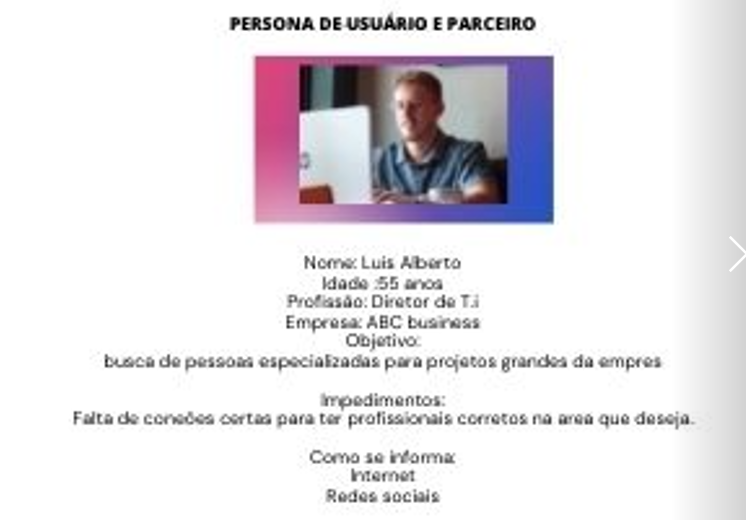 PERSONA DE USUÁRIO E PARCEIRO
Nome: Luis Alberto
Idade :55 anos
Profissão: Diretor de T.i
Empresa: ABC business
Objetivo:
busca de pessoas especializadas para projetos grandes da empres
Impedimentos:
Falta de coneões certas para ter profissionais corretos na area que deseja.
Como se informa:
Internet
Redes sociais